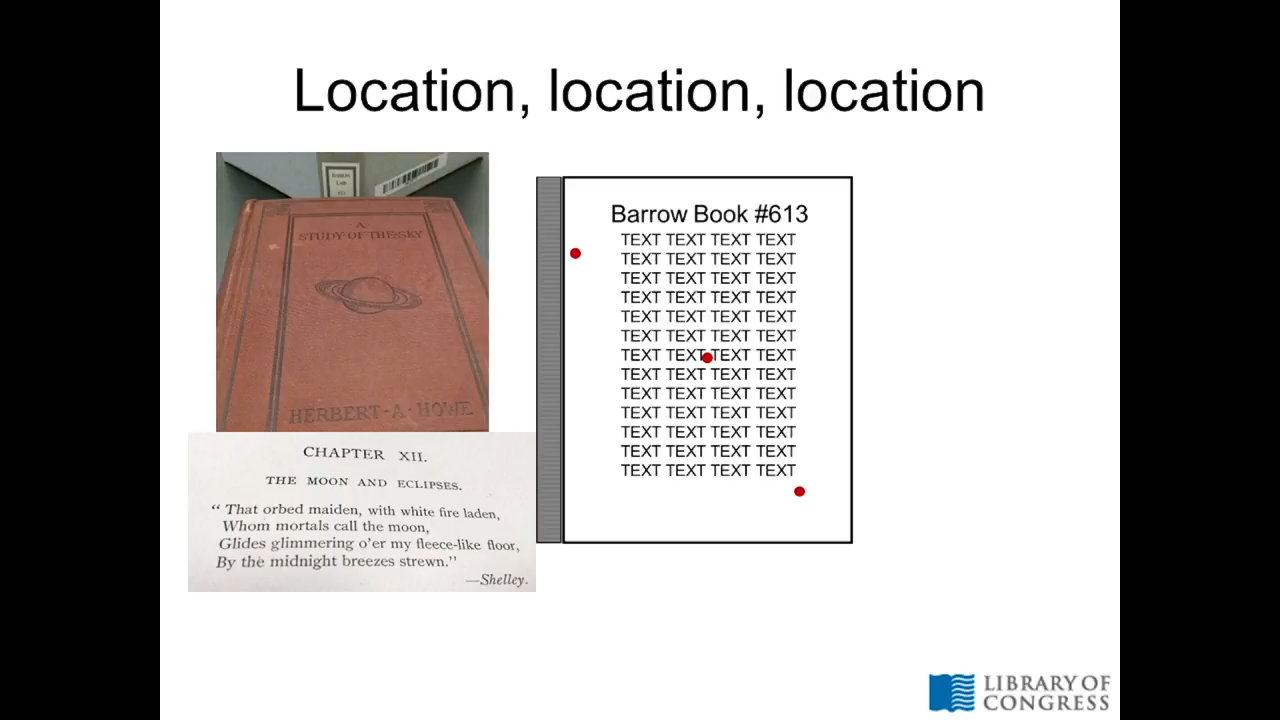 Location, location, location
BARROW
LAB
613
A
STUDY OF THE SKY
HERBERT·A·HOWE
CHAPTER XII.
THE MOON AND ECLIPSES.
“ That orbed maiden, with white fire laden,
Whom mortals call the moon,
Glides glimmering o'er my fleece-like floor,
By the midnight breezes strewn.”
—Shelley.
Barrow Book #613
TEXT TEXT TEXT TEXT
TEXT TEXT TEXT TEXT
TEXT TEXT TEXT TEXT
TEXT TEXT TEXT TEXT
TEXT TEXT TEXT TEXT
TEXT TEXT TEXT TEXT
TEXT TEXT TEXT TEXT
TEXT TEXT TEXT TEXT
TEXT TEXT TEXT TEXT
TEXT TEXT TEXT TEXT
TEXT TEXT TEXT TEXT
TEXT TEXT TEXT TEXT
TEXT TEXT TEXT TEXT
LIBRARY OF
CONGRESS